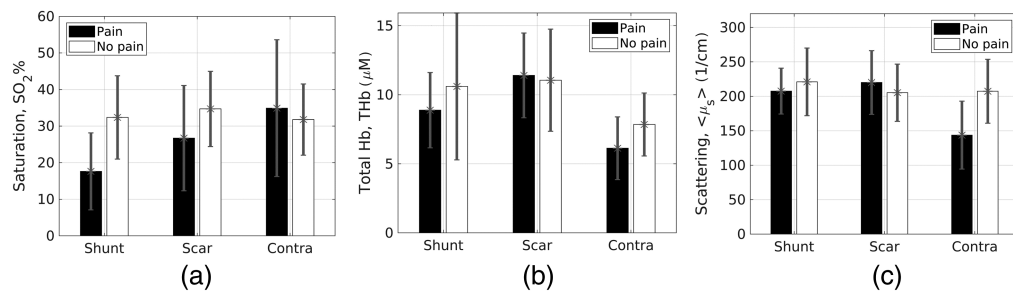 Saturation, SO2%
60
50
40
30
20
10
0
Pain
No pain
Shunt
Scar
Contra
(a)
Total Hb, THb (μM)
15
10
5
0
Pain
No pain
Shunt
Scar
Contra
(b)
Scattering, <μs> (1/cm)
300
250
200
150
100
50
0
Pain
No pain
Shunt
Scar
Contra
(c)